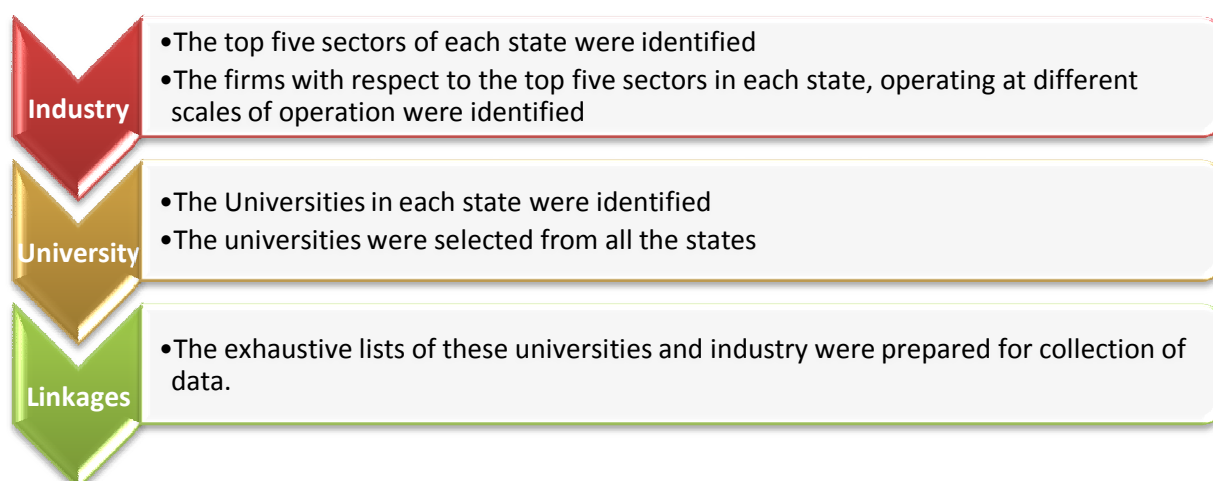 Industry
•The top five sectors of each state were identified
•The firms with respect to the top five sectors in each state, operating at different
scales of operation were identified
University
•The Universities in each state were identified
•The universities were selected from all the states
Linkages
•The exhaustive lists of these universities and industry were prepared for collection of
data.